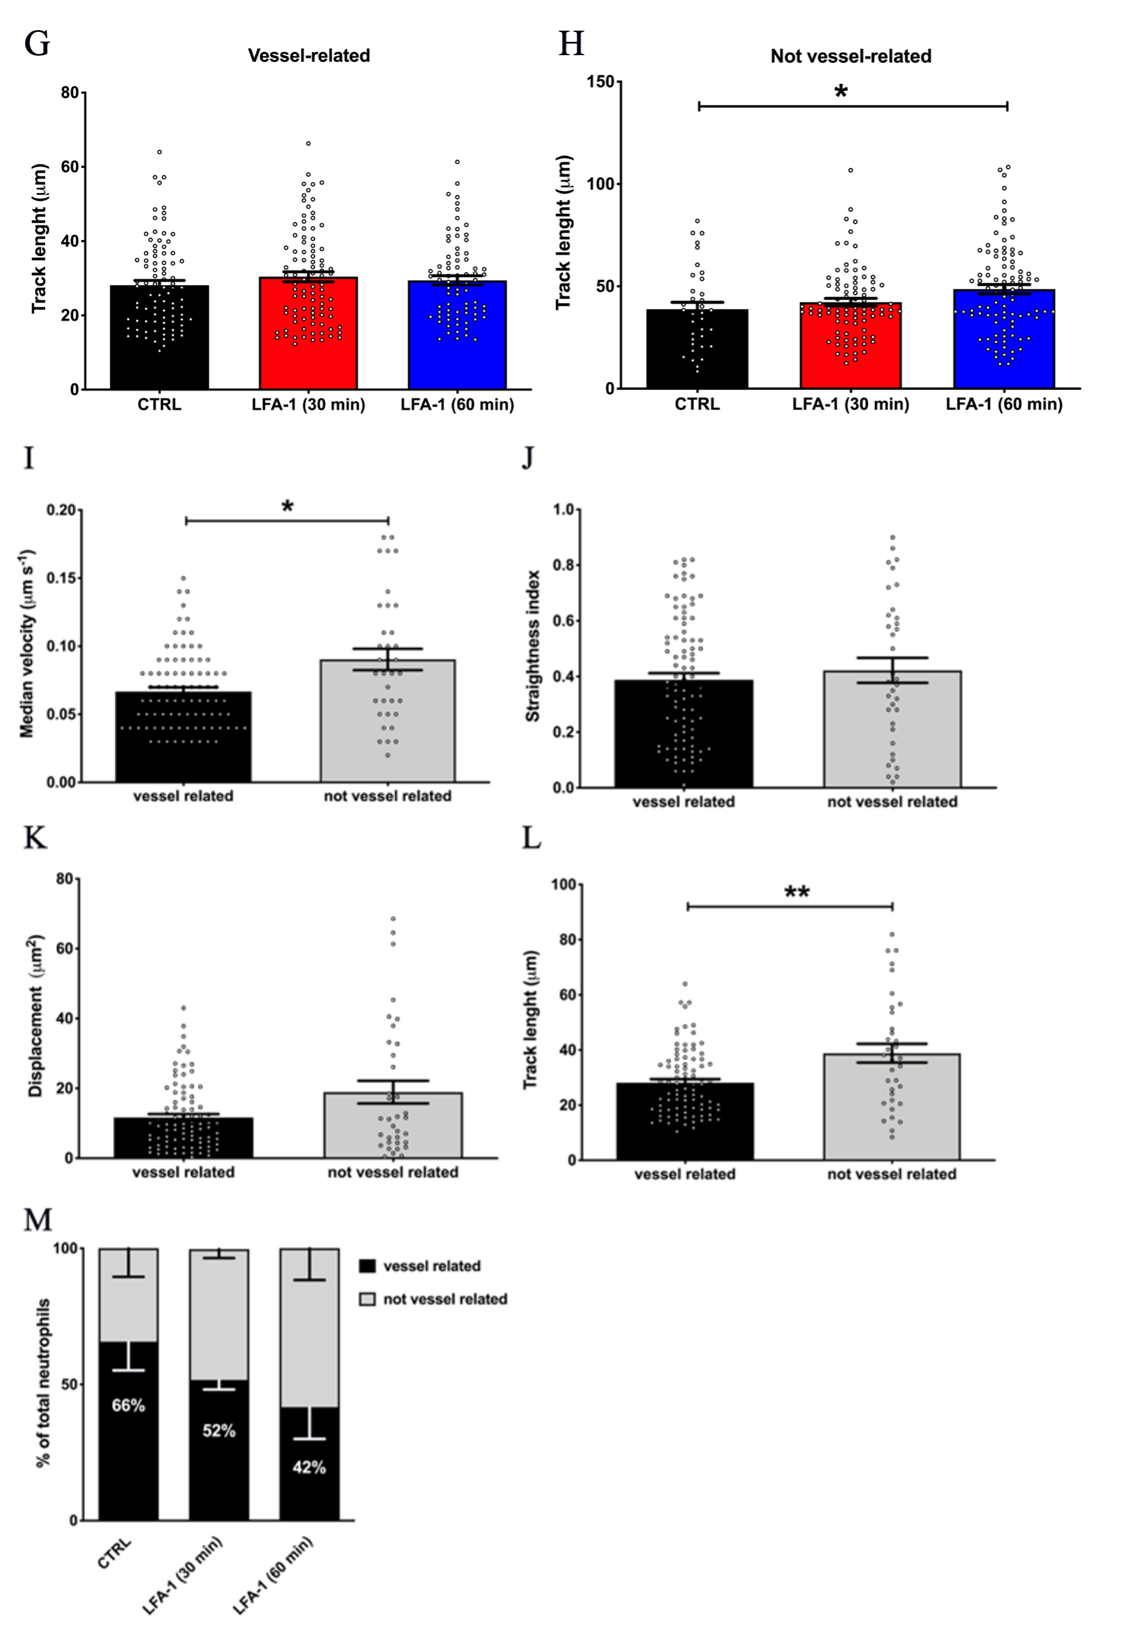 G
Vessel-related
Track lenght (μm)
80
60
40
20
0
CTRL
LFA-1 (30 min)
LFA-1 (60 min)
H
Not vessel-related
Track lenght (μm)
150
100
50
0
*
CTRL
LFA-1 (30 min)
LFA-1 (60 min)
I
Median velocity (μm s-1)
0.20
0.15
0.10
0.05
0.00
*
vessel related
not vessel related
J
Straightness index
1.0
0.8
0.6
0.4
0.2
0.0
vessel related
not vessel related
K
Displacement (μm²)
80
60
40
20
0
vessel related
not vessel related
L
Track lenght (μm)
100
80
60
40
20
0
**
vessel related
not vessel related
M
% of total neutrophils
100
50
0
66%
52%
42%
CTRL
LFA-1 (30 min)
LFA-1 (60 min)
vessel related
not vessel related